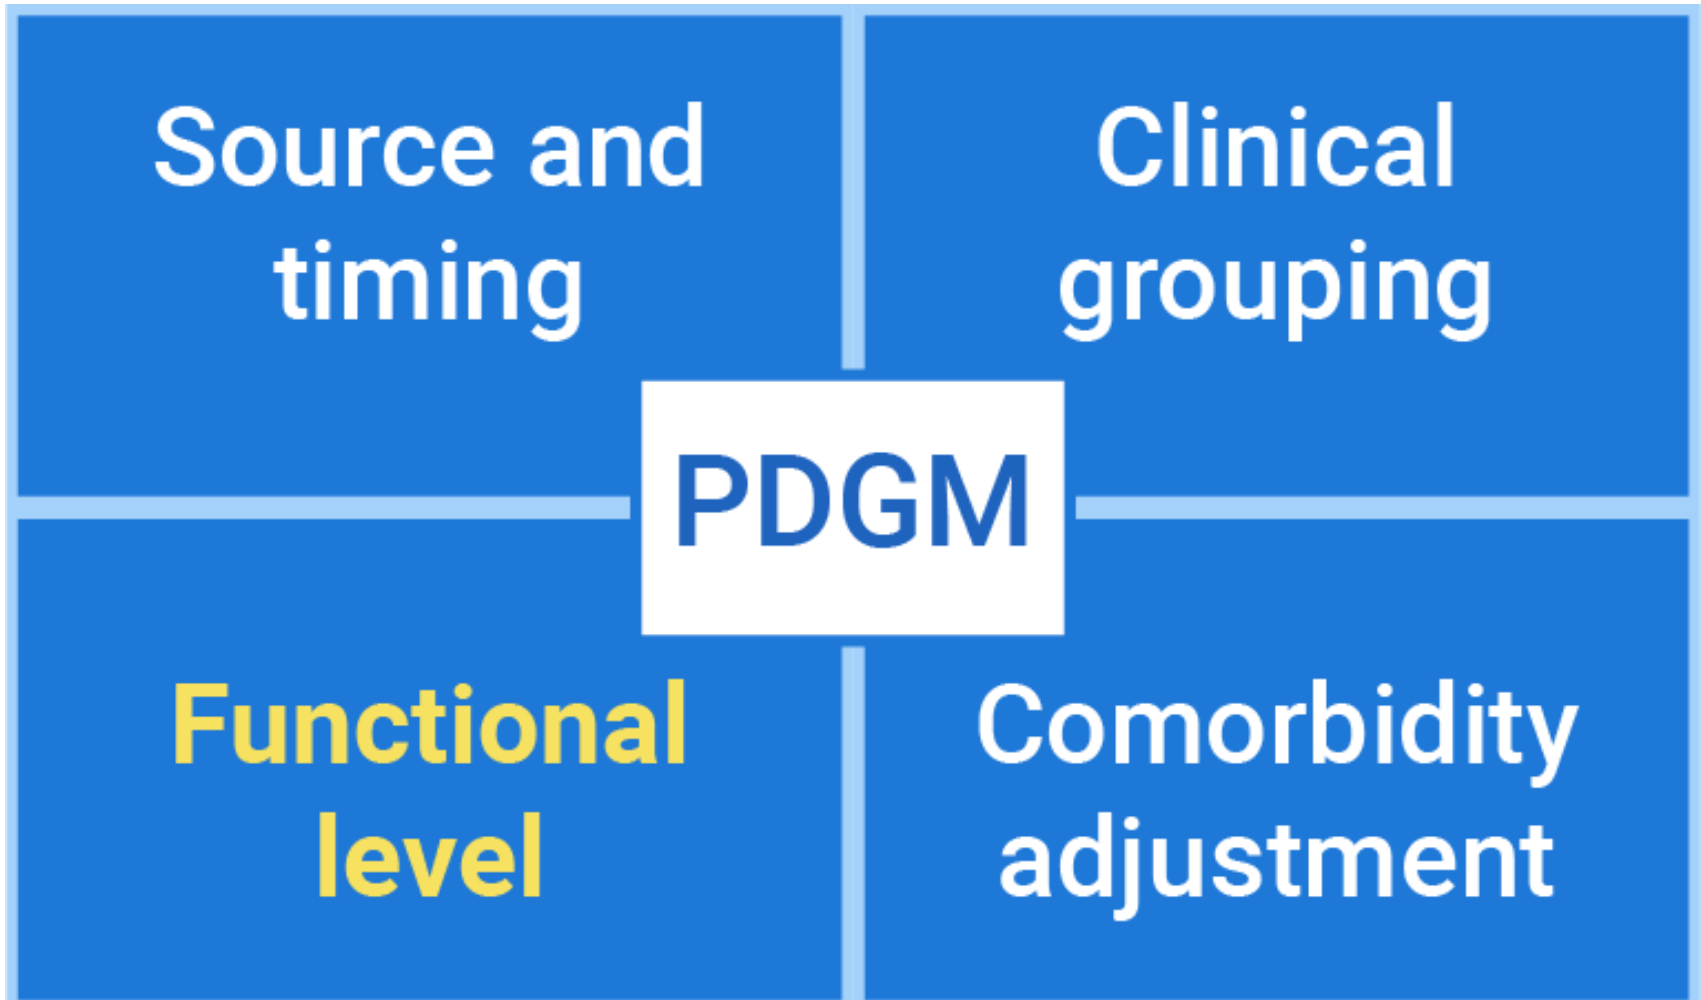 Source and
timing
Clinical
grouping
PDGM
Functional
level
Comorbidity
adjustment